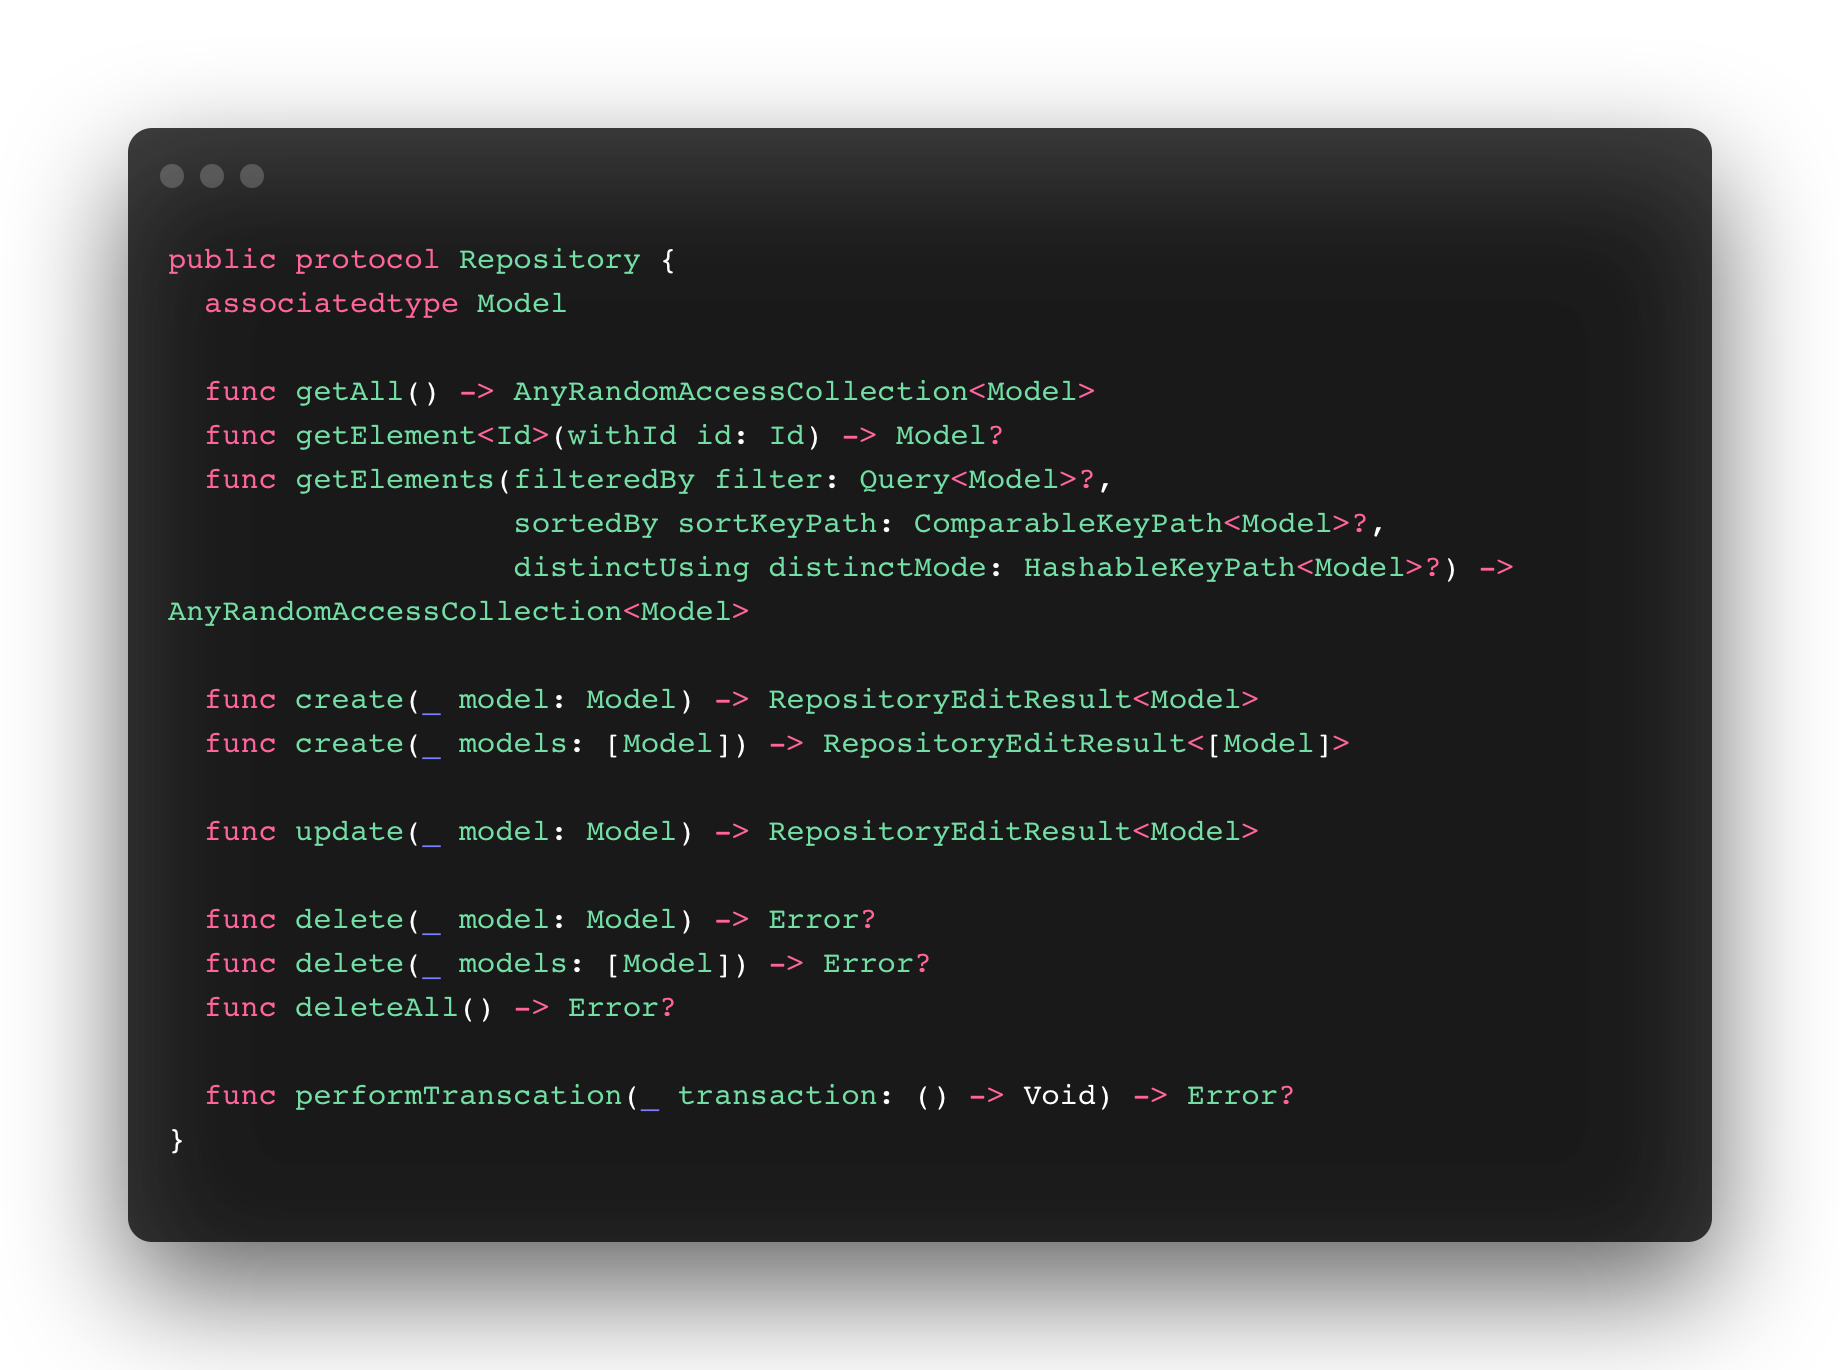 public protocol Repository {
  associatedtype Model

  func getAll() -> AnyRandomAccessCollection<Model>
  func getElement<Id>(withId id: Id) -> Model?
  func getElements(filteredBy filter: Query<Model>?,
                   sortedBy sortKeyPath: ComparableKeyPath<Model>?,
                   distinctUsing distinctMode: HashableKeyPath<Model>?) ->
AnyRandomAccessCollection<Model>

  func create(_ model: Model) -> RepositoryEditResult<Model>
  func create(_ models: [Model]) -> RepositoryEditResult<[Model]>

  func update(_ model: Model) -> RepositoryEditResult<Model>

  func delete(_ model: Model) -> Error?
  func delete(_ models: [Model]) -> Error?
  func deleteAll() -> Error?

  func performTranscation(_ transaction: () -> Void) -> Error?
}